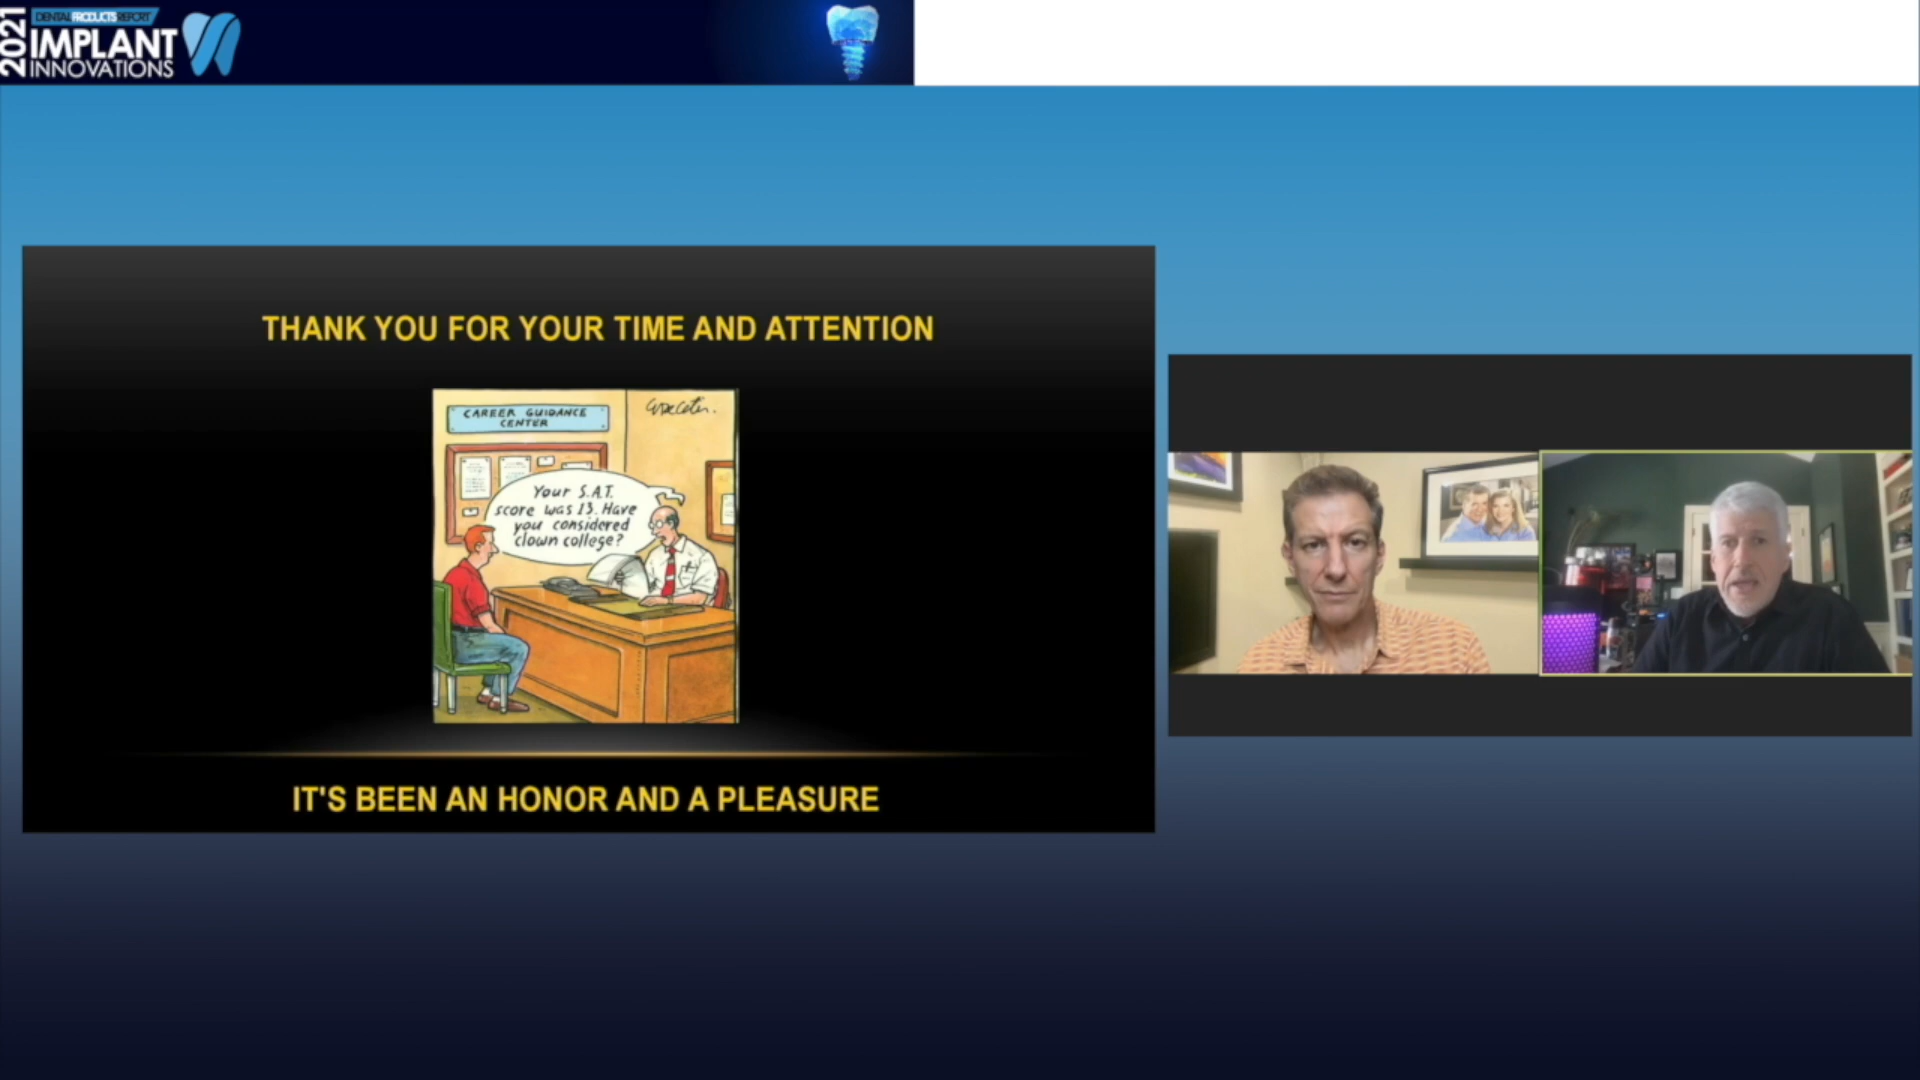 2021
DENTAL PRODUCTS REPORT
IMPLANT
INNOVATIONS
THANK YOU FOR YOUR TIME AND ATTENTION
CAREER GUIDANCE
CENTER
Your S.A.T.
score was 13. Have
you considered
clown college?
IT'S BEEN AN HONOR AND A PLEASURE